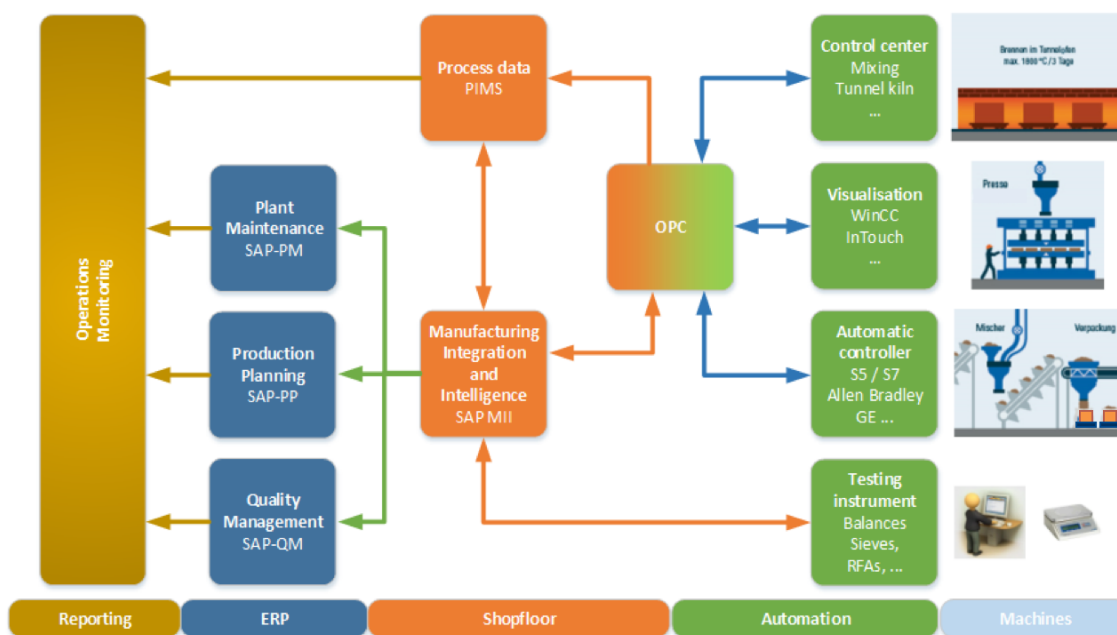 Operations
Monitoring
Plant
Maintenance
SAP-PM
Production
Planning
SAP-PP
Quality
Management
SAP-QM
Process data
PIMS
Manufacturing
Integration
and
Intelligence
SAP MII
OPC
Control center
Mixing
Tunnel kiln
...
Visualisation
WinCC
InTouch
...
Automatic
controller
S5 / S7
Allen Bradley
GE ...
Testing
instrument
Balances
Sieves,
RFAs, ...
Brennen im Tunnelofen
max. 1800 °C/3 Tage
Presse
Mischer
Verpackung
Reporting
ERP
Shopfloor
Automation
Machines